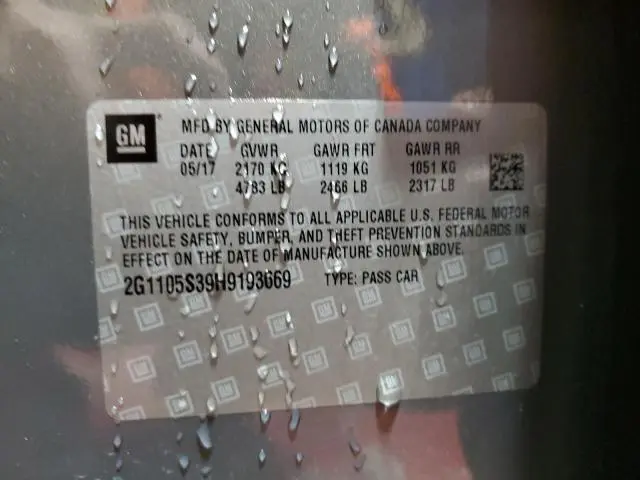 GM
MFD BY GENERAL MOTORS OF CANADA COMPANY
DATE GVWR GAWR FRT GAWR RR
05/17 2170 KG 1119 KG 1051 KG
4783 LB 2466 LB 2317 LB
THIS VEHICLE CONFORMS TO ALL APPLICABLE U.S. FEDERAL MOTOR
VEHICLE SAFETY, BUMPER, AND THEFT PREVENTION STANDARDS IN
EFFECT ON THE DATE OF MANUFACTURE SHOWN ABOVE.
2G1105S39H9193669 TYPE: PASS CAR